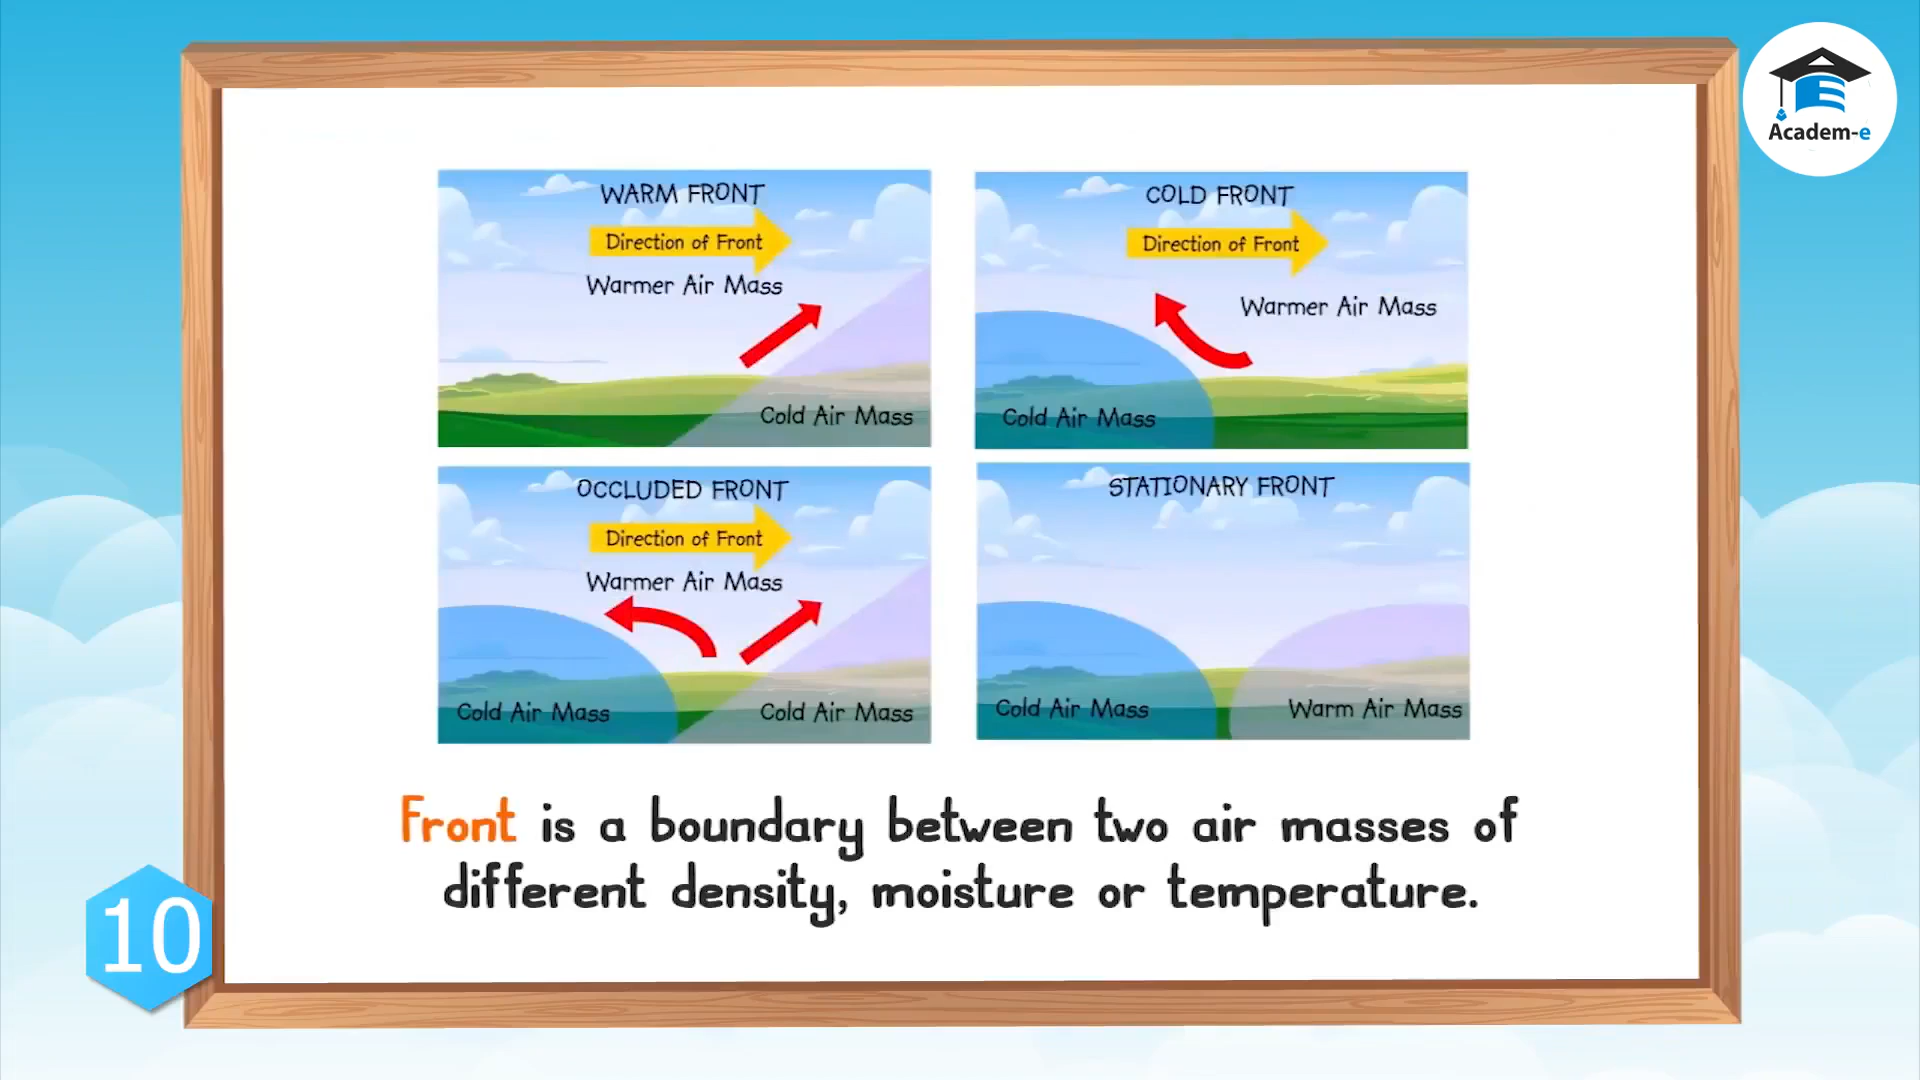 Academ-e
WARM FRONT
Direction of Front
Warmer Air Mass
Cold Air Mass
COLD FRONT
Direction of Front
Warmer Air Mass
Cold Air Mass
OCCLUDED FRONT
Direction of Front
Warmer Air Mass
Cold Air Mass
Cold Air Mass
STATIONARY FRONT
Cold Air Mass
Warm Air Mass
Front is a boundary between two air masses of
different density, moisture or temperature.
10